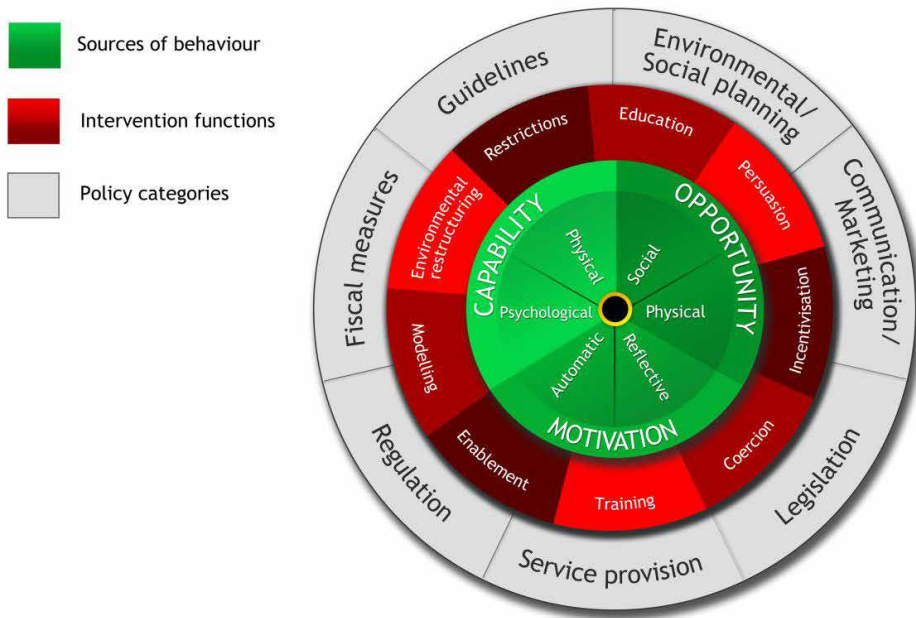 Sources of behaviour
Intervention functions
Policy categories
Guidelines
Environmental/
Social planning
Communication/
Marketing
Legislation
Service provision
Regulation
Fiscal measures
Restrictions
Education
Persuasion
Incentivisation
Coercion
Training
Enablement
Modelling
Environmental
restructuring
CAPABILITY
OPPORTUNITY
MOTIVATION
Physical
Social
Psychological
Physical
Automatic
Reflective